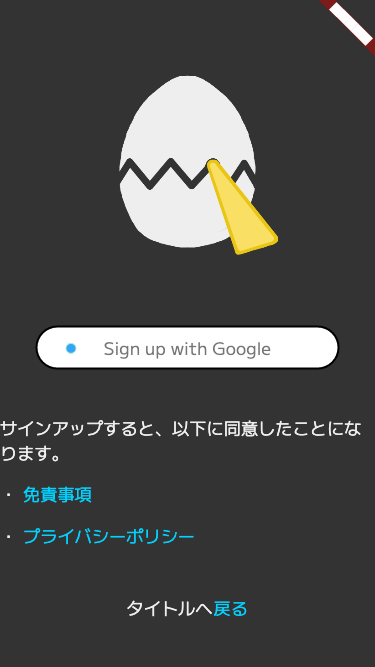 Sign up with Google
サインアップすると、以下に同意したことにな
ります。
・ 免責事項
・ プライバシーポリシー
タイトルへ戻る